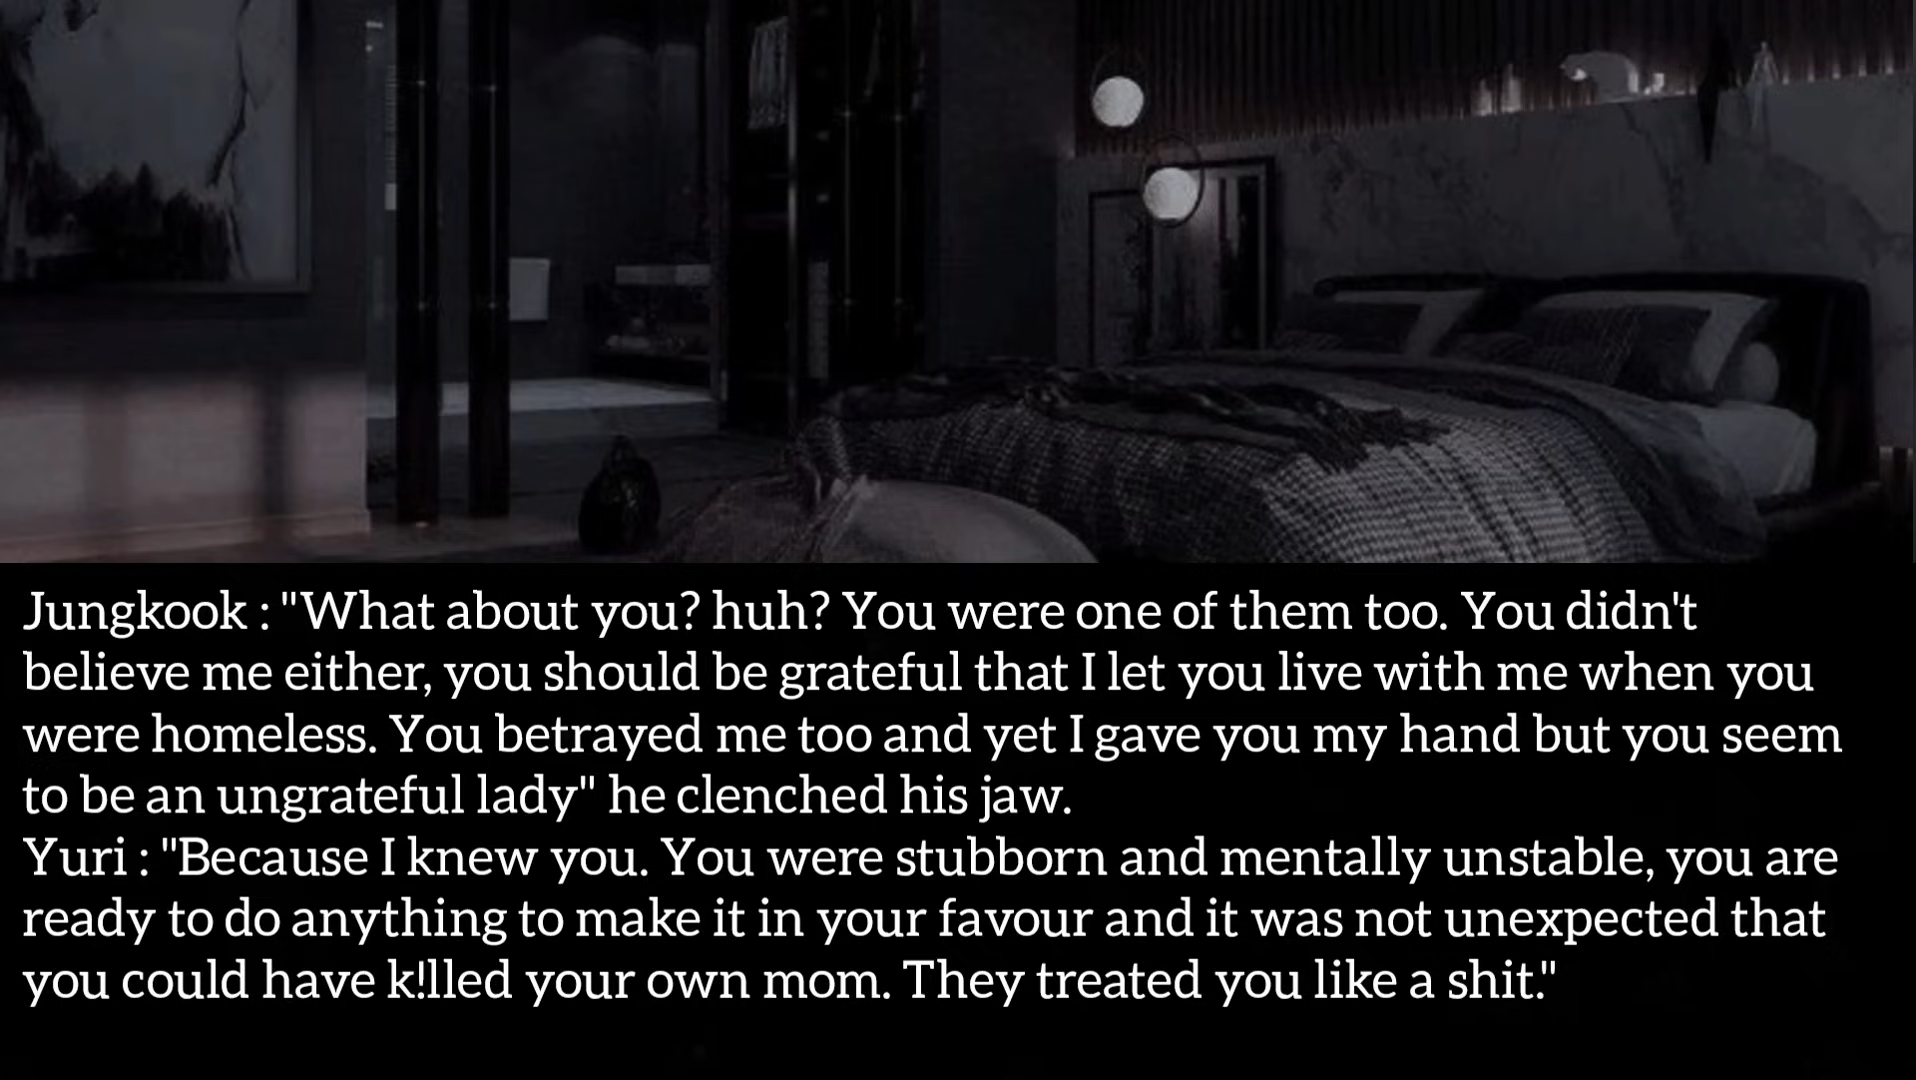 Jungkook : "What about you? huh? You were one of them too. You didn't
believe me either, you should be grateful that I let you live with me when you
were homeless. You betrayed me too and yet I gave you my hand but you seem
to be an ungrateful lady" he clenched his jaw.
Yuri : "Because I knew you. You were stubborn and mentally unstable, you are
ready to do anything to make it in your favour and it was not unexpected that
you could have k!lled your own mom. They treated you like a shit."